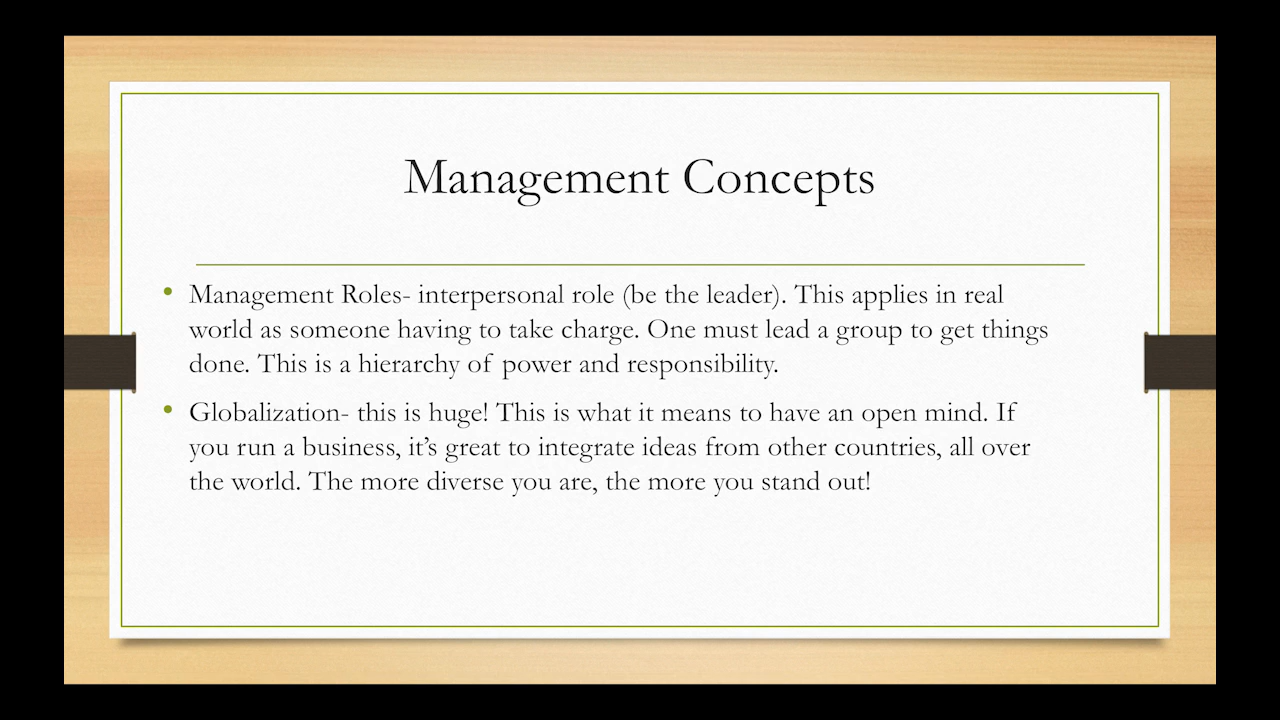 Management Concepts
• Management Roles- interpersonal role (be the leader). This applies in real
world as someone having to take charge. One must lead a group to get things
done. This is a hierarchy of power and responsibility.
• Globalization- this is huge! This is what it means to have an open mind. If
you run a business, it’s great to integrate ideas from other countries, all over
the world. The more diverse you are, the more you stand out!